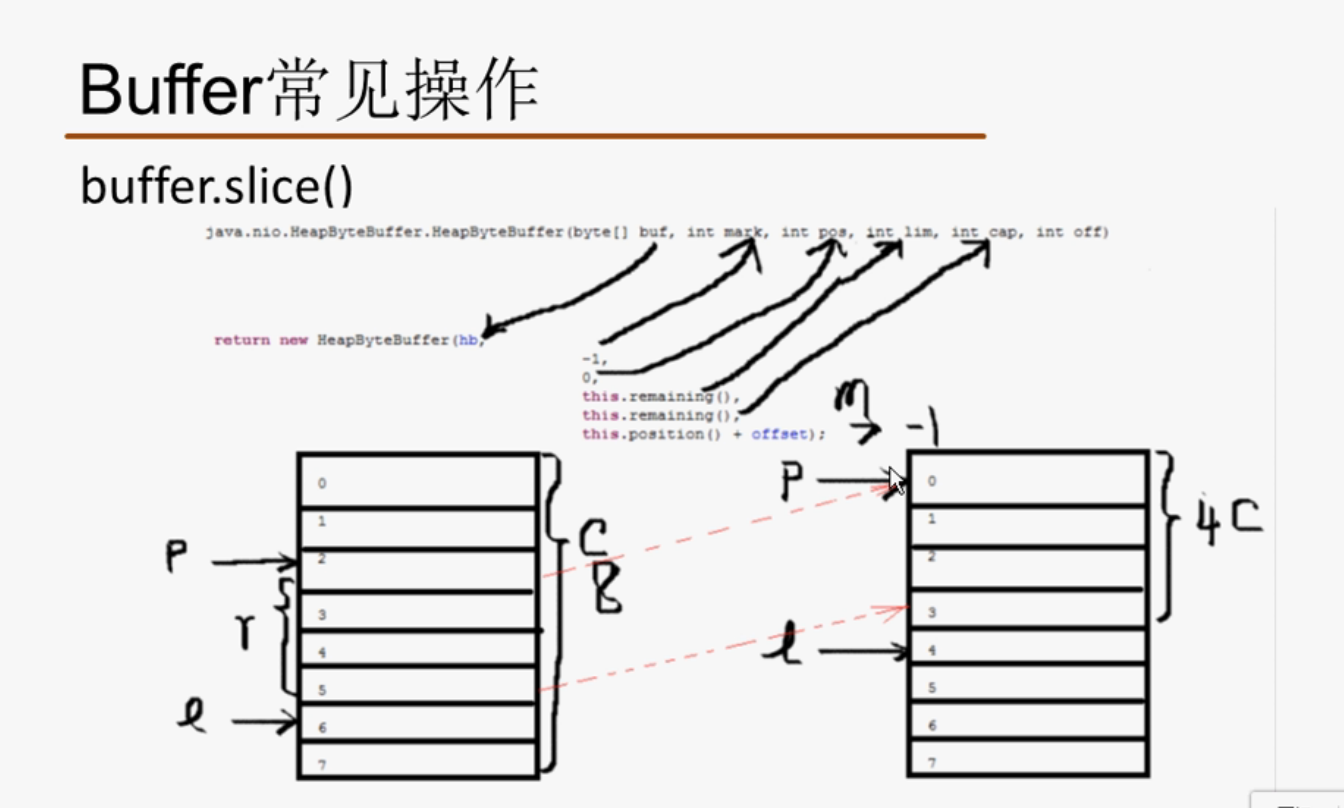 Buffer常见操作
buffer.slice()
java.nio.HeapByteBuffer.HeapByteBuffer(byte[] buf, int mark, int pos, int lim, int cap, int off)
return new HeapByteBuffer(hb,
-1,
0,
this.remaining(),
this.remaining(),
this.position() + offset);
m -1
P
0
1
2
3
4
5
6
7
P
r
l
C
8
0
1
2
3
4
5
6
7
l
4 C